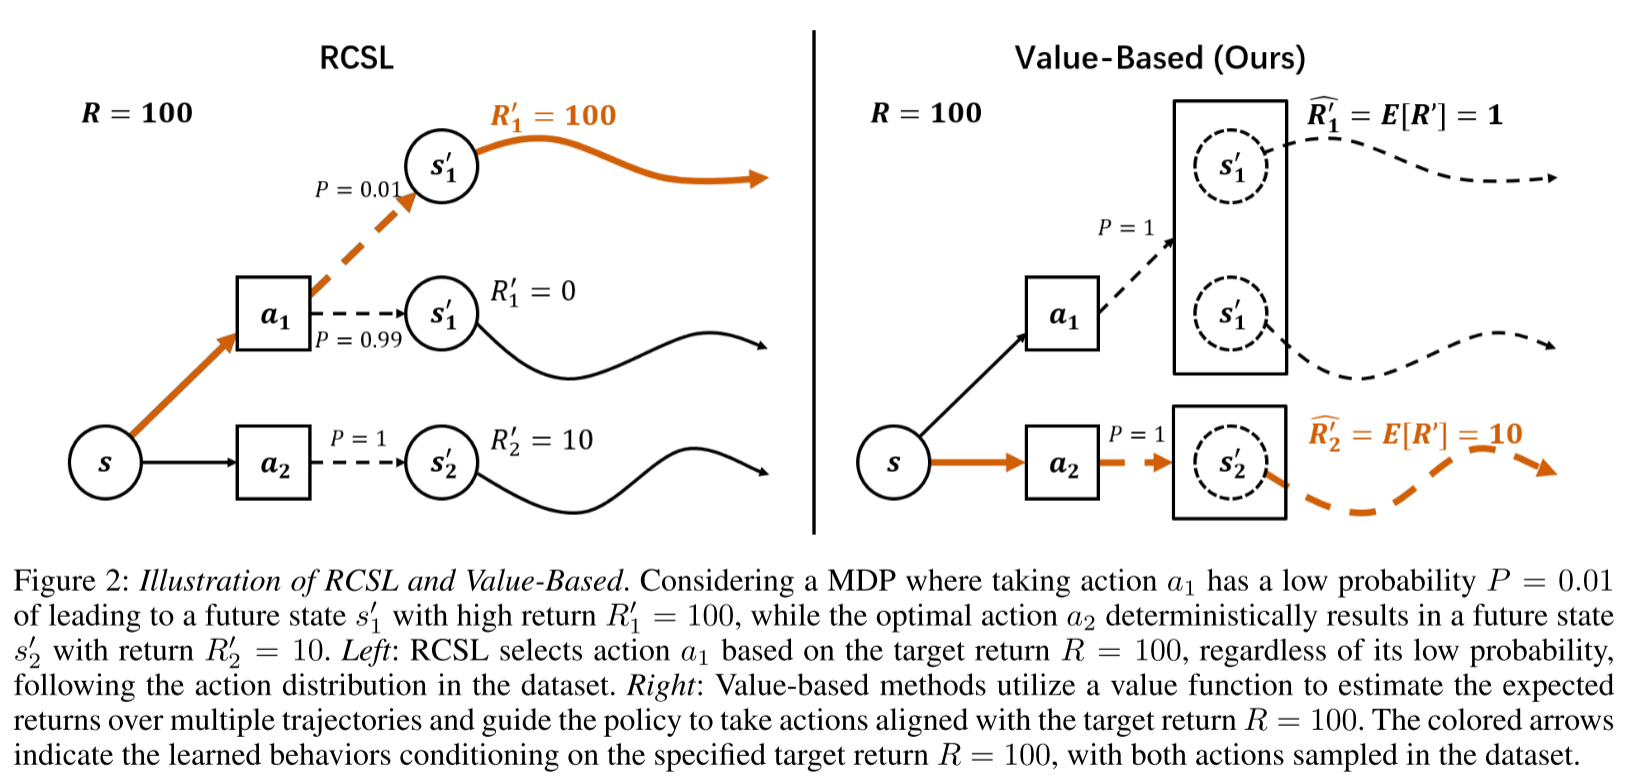 RCSL
R = 100
R′₁ = 100
s′₁
P = 0.01
a₁
P = 0.99
s′₁
R′₁ = 0
s
a₂
P = 1
s′₂
R′₂ = 10
Value-Based (Ours)
R = 100
R̂′₁ = E[R′] = 1
s′₁
P = 1
a₁
s′₁
s
a₂
P = 1
s′₂
R̂′₂ = E[R′] = 10
Figure 2: Illustration of RCSL and Value-Based. Considering a MDP where taking action a₁ has a low probability P = 0.01
of leading to a future state s′₁ with high return R′₁ = 100, while the optimal action a₂ deterministically results in a future state
s′₂ with return R′₂ = 10. Left: RCSL selects action a₁ based on the target return R = 100, regardless of its low probability,
following the action distribution in the dataset. Right: Value-based methods utilize a value function to estimate the expected
returns over multiple trajectories and guide the policy to take actions aligned with the target return R = 100. The colored arrows
indicate the learned behaviors conditioning on the specified target return R = 100, with both actions sampled in the dataset.